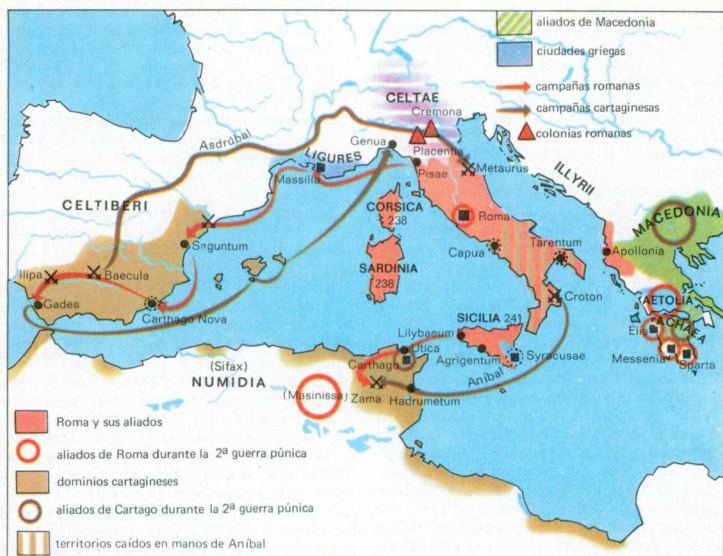 aliados de Macedonia
ciudades griegas
campañas romanas
campañas cartaginesas
colonias romanas
CELTAE
Cremona
Asdrúbal
Genua
Placentia
LIGURES
Metaurus
Massilia
Pisae
ILLYRII
CELTIBERI
CORSICA
238
Roma
MACEDONIA
Snguntum
Capua
Tarentum
Apollonia
Ilipa
Baecula
SARDINIA
238
Croton
AETOLIA
Gades
Carthago Nova
SICILIA 241
Lilybaeum
Elis
ACHAEA
Utica
Carthago
Agrigentum
Syracusae
Messenia
Sparta
(Sifax)
NUMIDIA
Aníbal
(Masinissa)
Zama
Hadrumetum
Roma y sus aliados
aliados de Roma durante la 2ª guerra púnica
dominios cartagineses
aliados de Cartago durante la 2ª guerra púnica
territorios caídos en manos de Aníbal